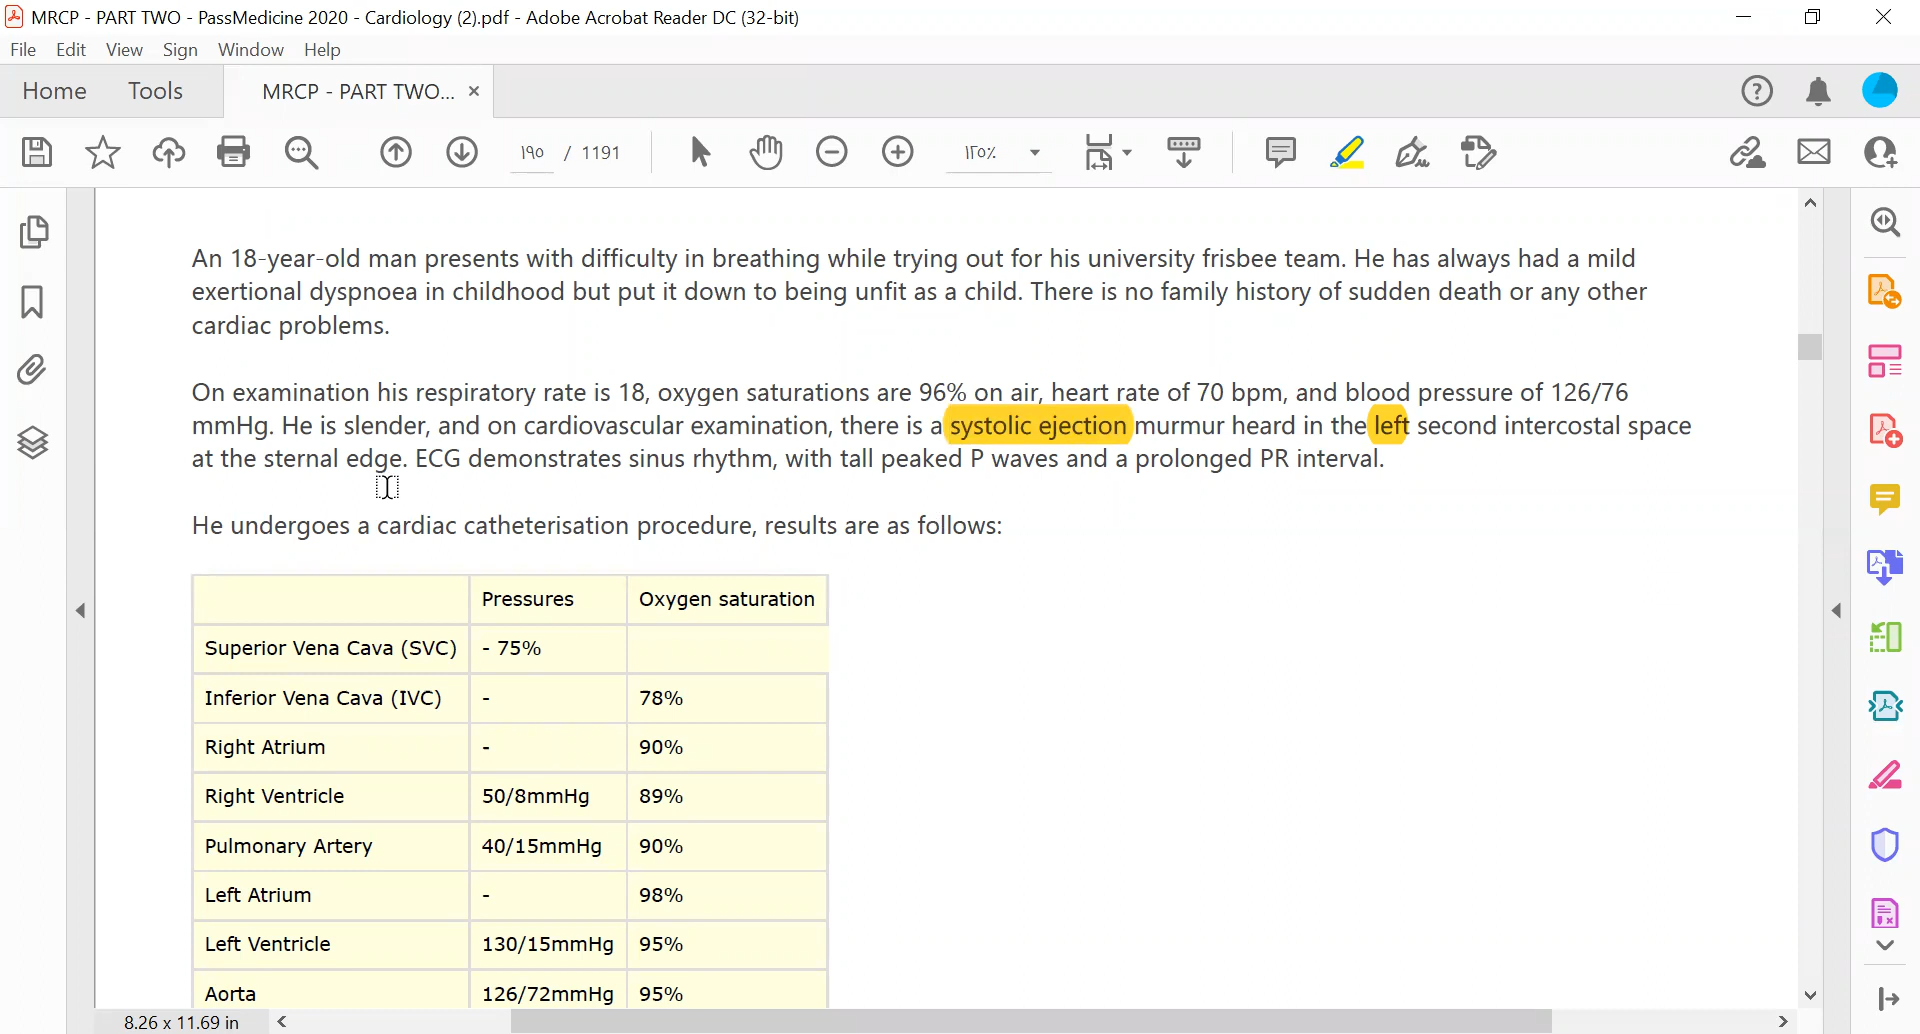 MRCP - PART TWO - PassMedicine 2020 - Cardiology (2).pdf - Adobe Acrobat Reader DC (32-bit)
File Edit View Sign Window Help
Home Tools MRCP - PART TWO... ×
١٩٠ / 1191 ١٢٥٪
An 18-year-old man presents with difficulty in breathing while trying out for his university frisbee team. He has always had a mild
exertional dyspnoea in childhood but put it down to being unfit as a child. There is no family history of sudden death or any other
cardiac problems.
On examination his respiratory rate is 18, oxygen saturations are 96% on air, heart rate of 70 bpm, and blood pressure of 126/76
mmHg. He is slender, and on cardiovascular examination, there is a systolic ejection murmur heard in the left second intercostal space
at the sternal edge. ECG demonstrates sinus rhythm, with tall peaked P waves and a prolonged PR interval.
He undergoes a cardiac catheterisation procedure, results are as follows:
Pressures Oxygen saturation
Superior Vena Cava (SVC) - 75%
Inferior Vena Cava (IVC) - 78%
Right Atrium - 90%
Right Ventricle 50/8mmHg 89%
Pulmonary Artery 40/15mmHg 90%
Left Atrium - 98%
Left Ventricle 130/15mmHg 95%
Aorta 126/72mmHg 95%
8.26 x 11.69 in